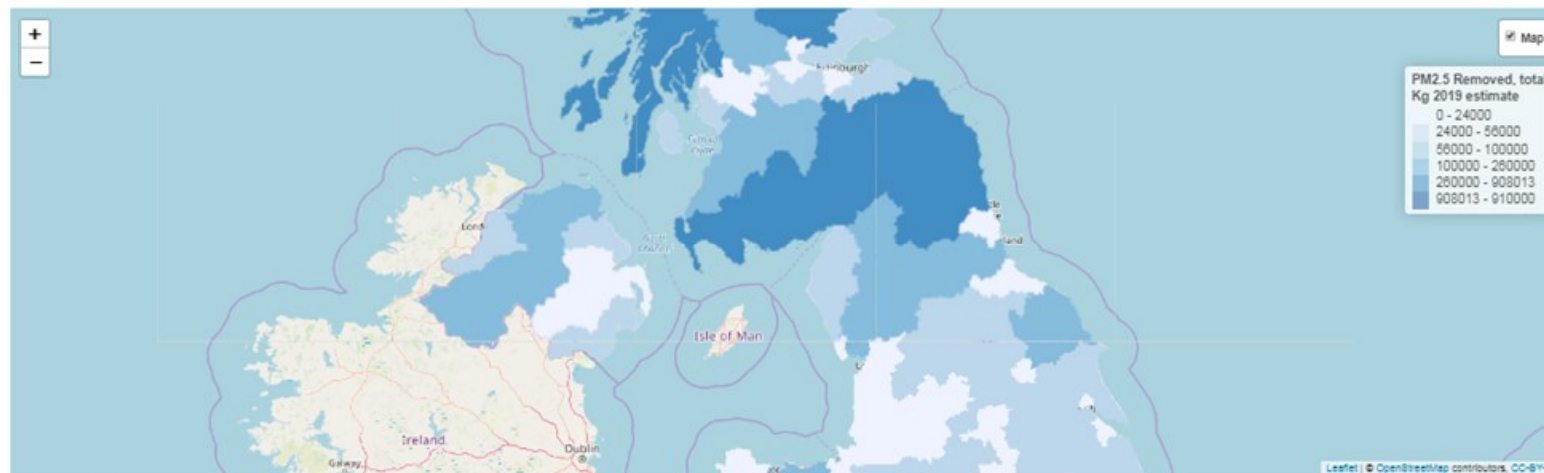 +
−
Map
PM2.5 Removed, total
Kg 2019 estimate
0 - 24000
24000 - 56000
56000 - 100000
100000 - 260000
260000 - 908013
908013 - 910000
Edinburgh
Isle of Man
Ireland
Dublin
Galway
Leaflet | © OpenStreetMap contributors, CC-BY